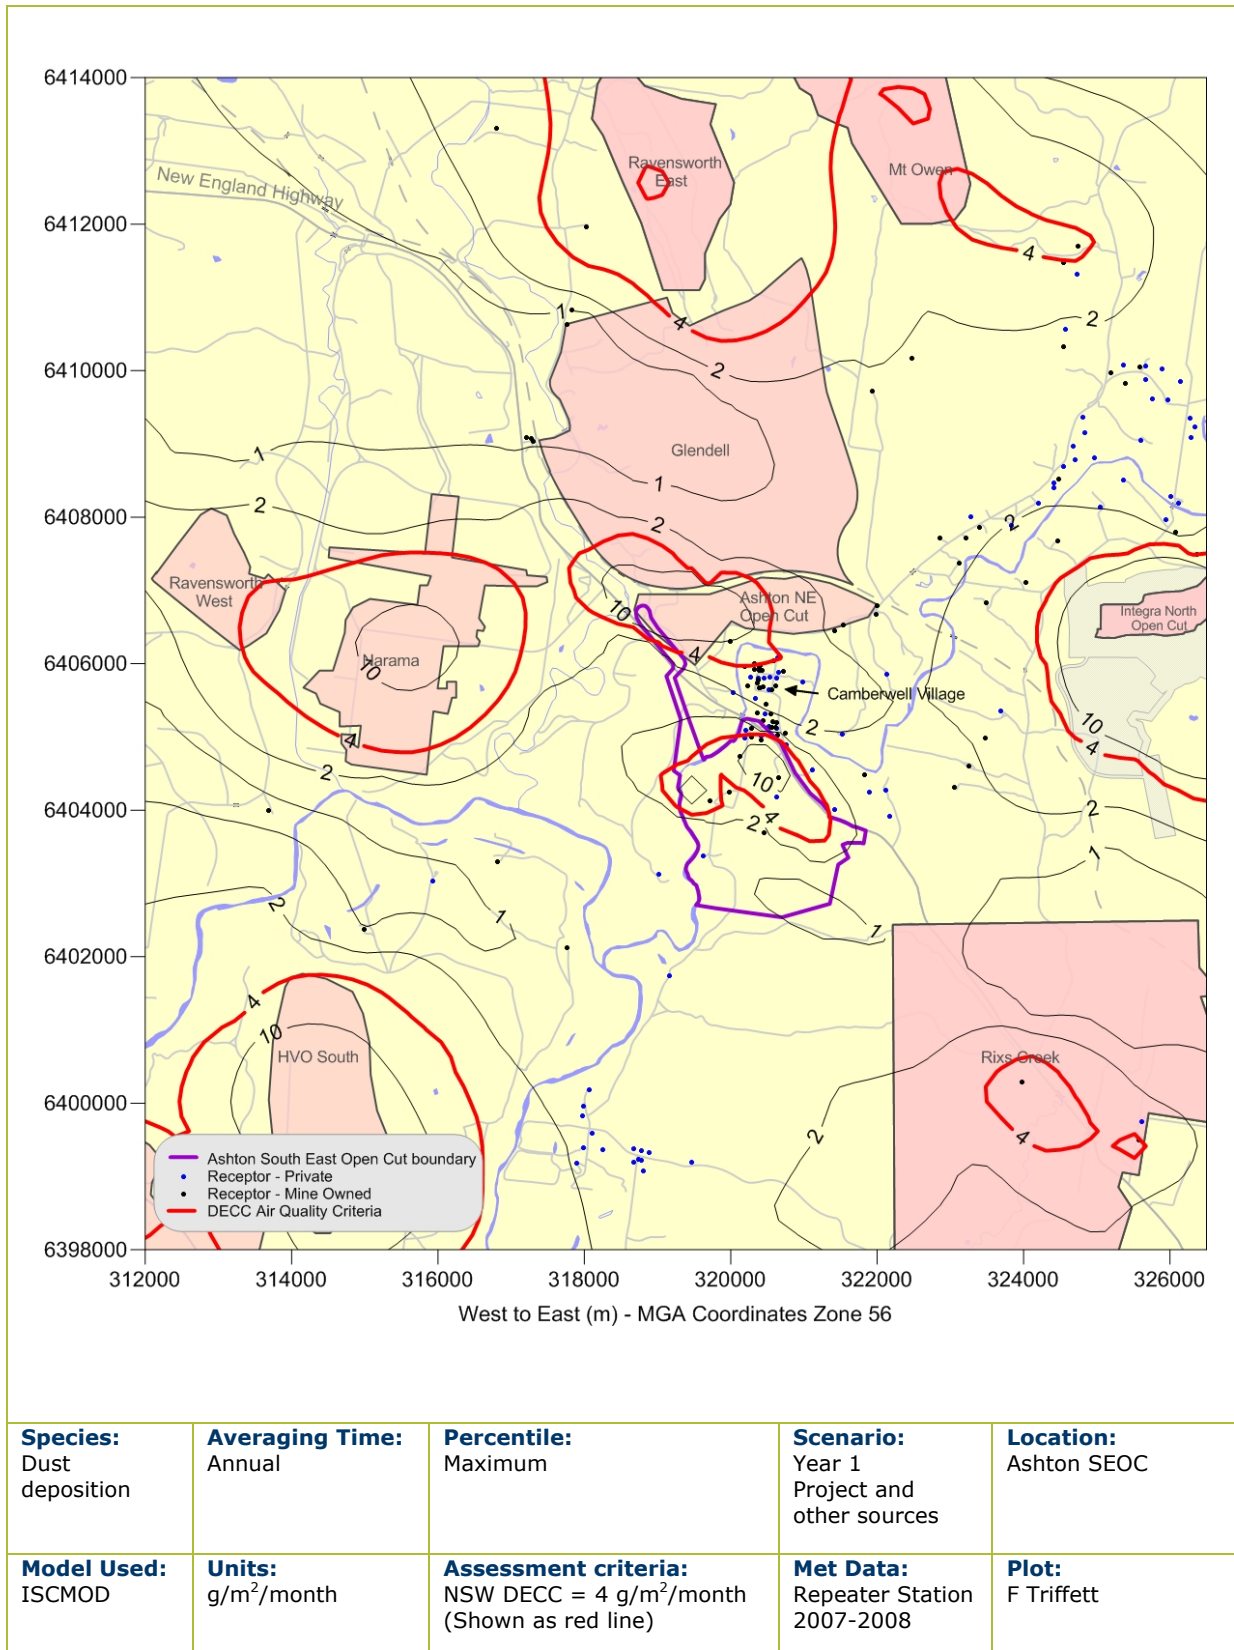 6414000
Ravensworth
East
Mt Owen
New England Highway
6412000
4
1
4
2
2
6410000
1
Glendell
1
2
2
2
6408000
Ravensworth
West
10
Ashton NE
Open Cut
Integra North
Open Cut
Narama
10
4
6406000
Camberwell Village
2
10
4
4
2
10
2
4
2
6404000
1
2
1
1
6402000
4
10
HVO South
Rixs Creek
6400000
2
4
Ashton South East Open Cut boundary
Receptor - Private
Receptor - Mine Owned
DECC Air Quality Criteria
6398000
312000 314000 316000 318000 320000 322000 324000 326000
West to East (m) - MGA Coordinates Zone 56
Species: Averaging Time: Percentile: Scenario: Location:
Dust Annual Maximum Year 1 Ashton SEOC
deposition Project and
other sources
Model Used: Units: Assessment criteria: Met Data: Plot:
ISCMOD g/m²/month NSW DECC = 4 g/m²/month Repeater Station F Triffett
(Shown as red line) 2007-2008